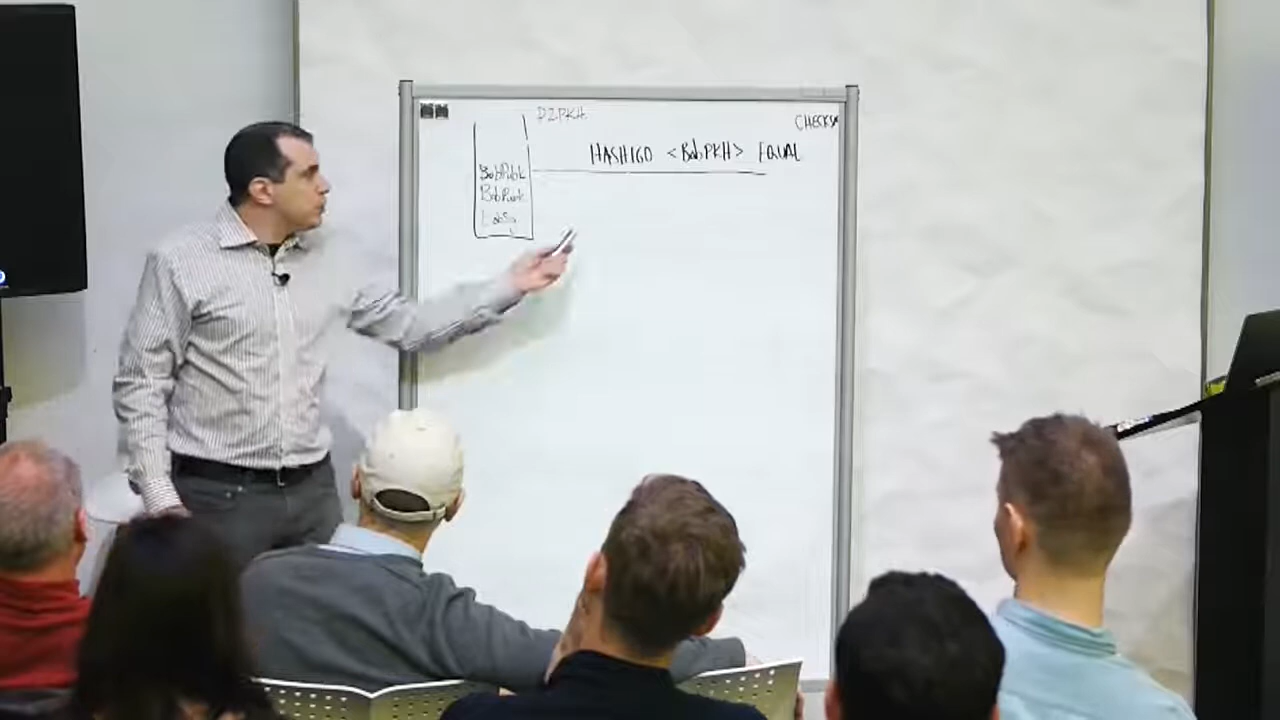 P2PKH
CHECKS
HASH160 <BobPKH> EQUAL
BobPubk
BobPubk